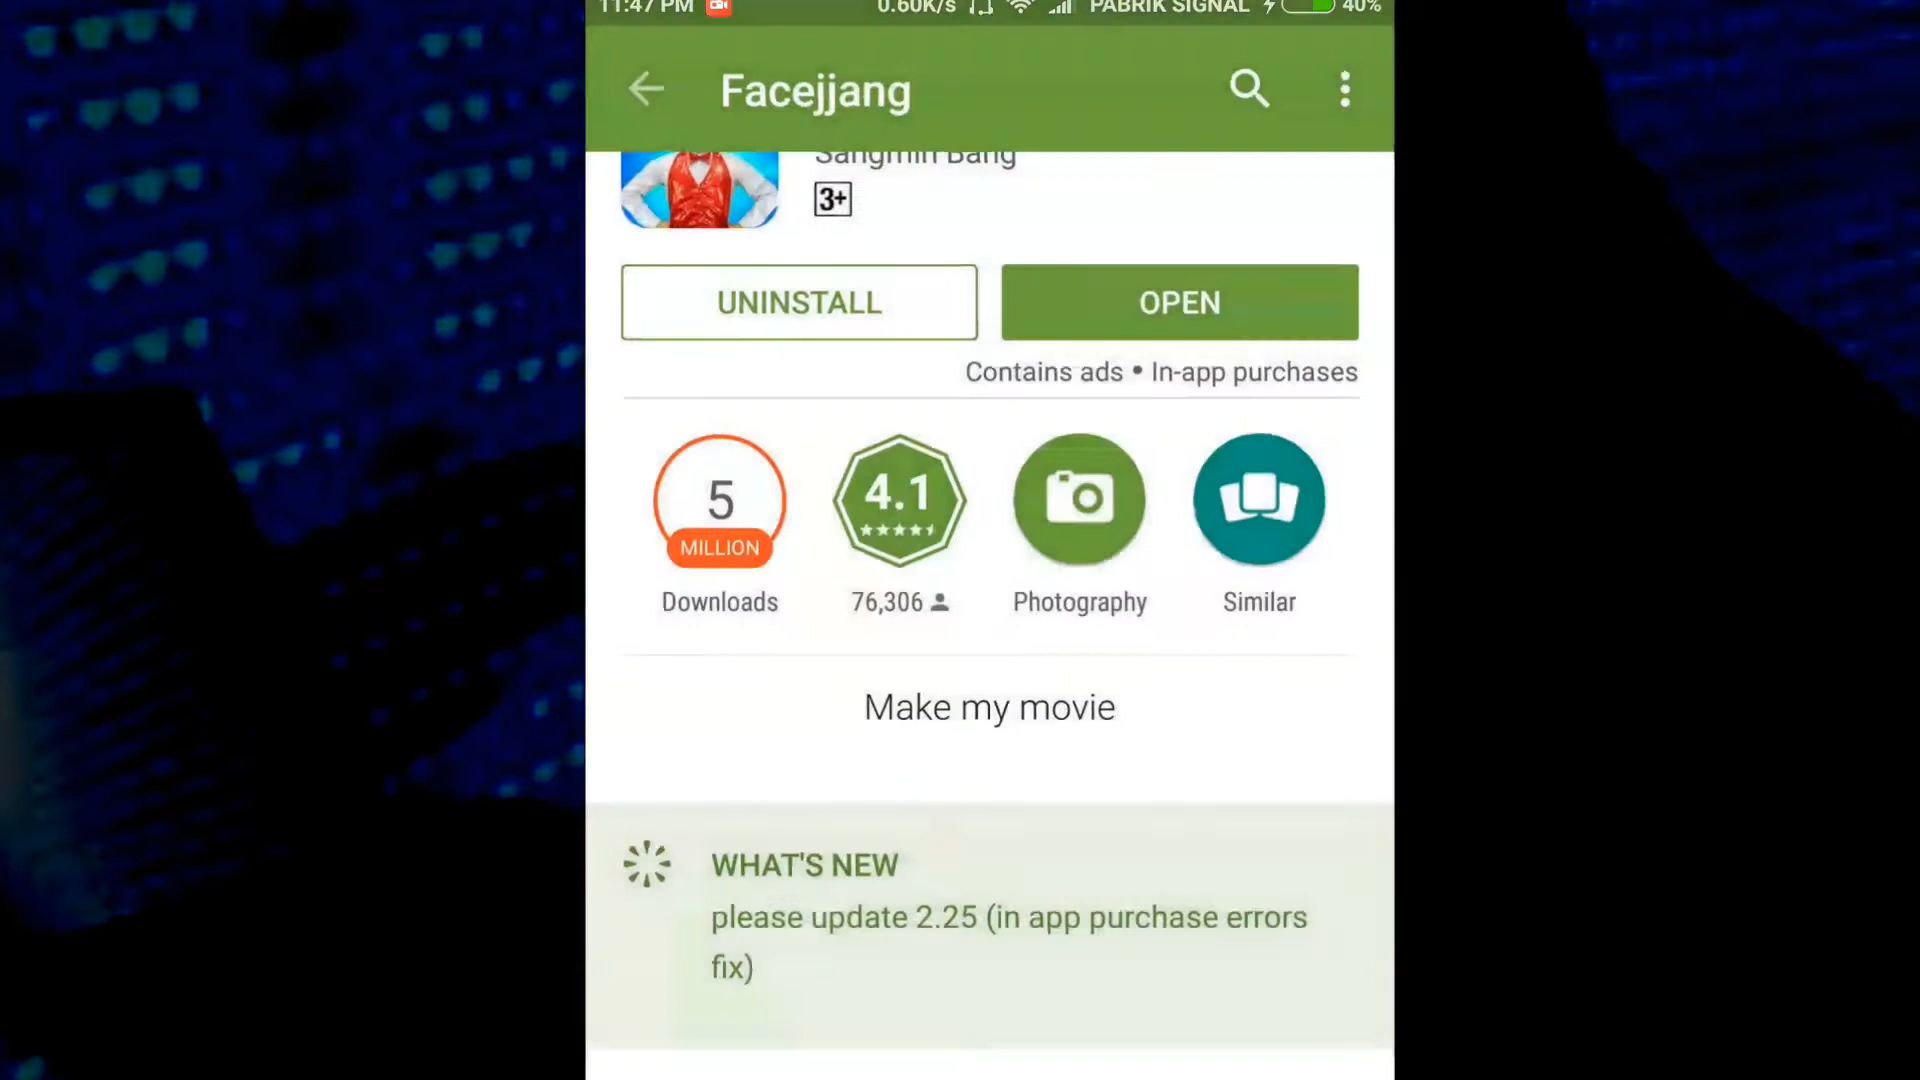 11:47 PM 0.60K/s PABRIK SIGNAL 40%
Facejjang
Sangmin Bang
3+
UNINSTALL OPEN
Contains ads • In-app purchases
5 4.1
MILLION
Downloads 76,306 Photography Similar
Make my movie
WHAT'S NEW
please update 2.25 (in app purchase errors
fix)